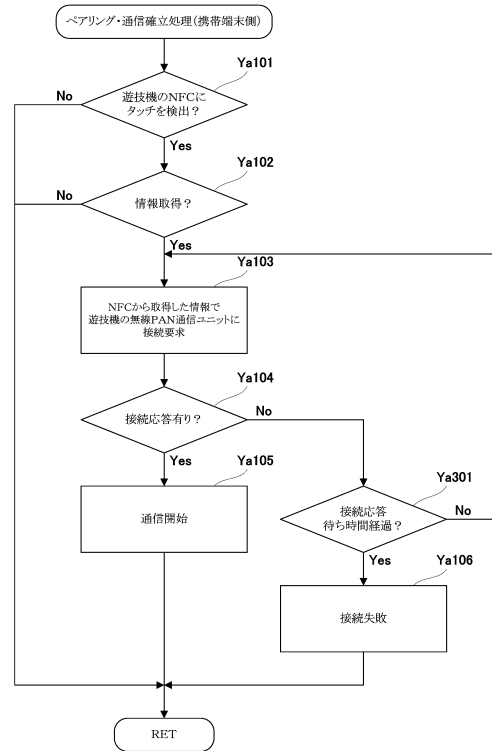 ペアリング・通信確立処理(携帯端末側)
Ya101
遊技機のNFCに
タッチを検出？
No
Yes
Ya102
情報取得？
No
Yes
Ya103
NFCから取得した情報で
遊技機の無線PAN通信ユニットに
接続要求
Ya104
接続応答有り？
No
Yes
Ya105
通信開始
Ya301
接続応答
待ち時間経過？
No
Yes
Ya106
接続失敗
RET